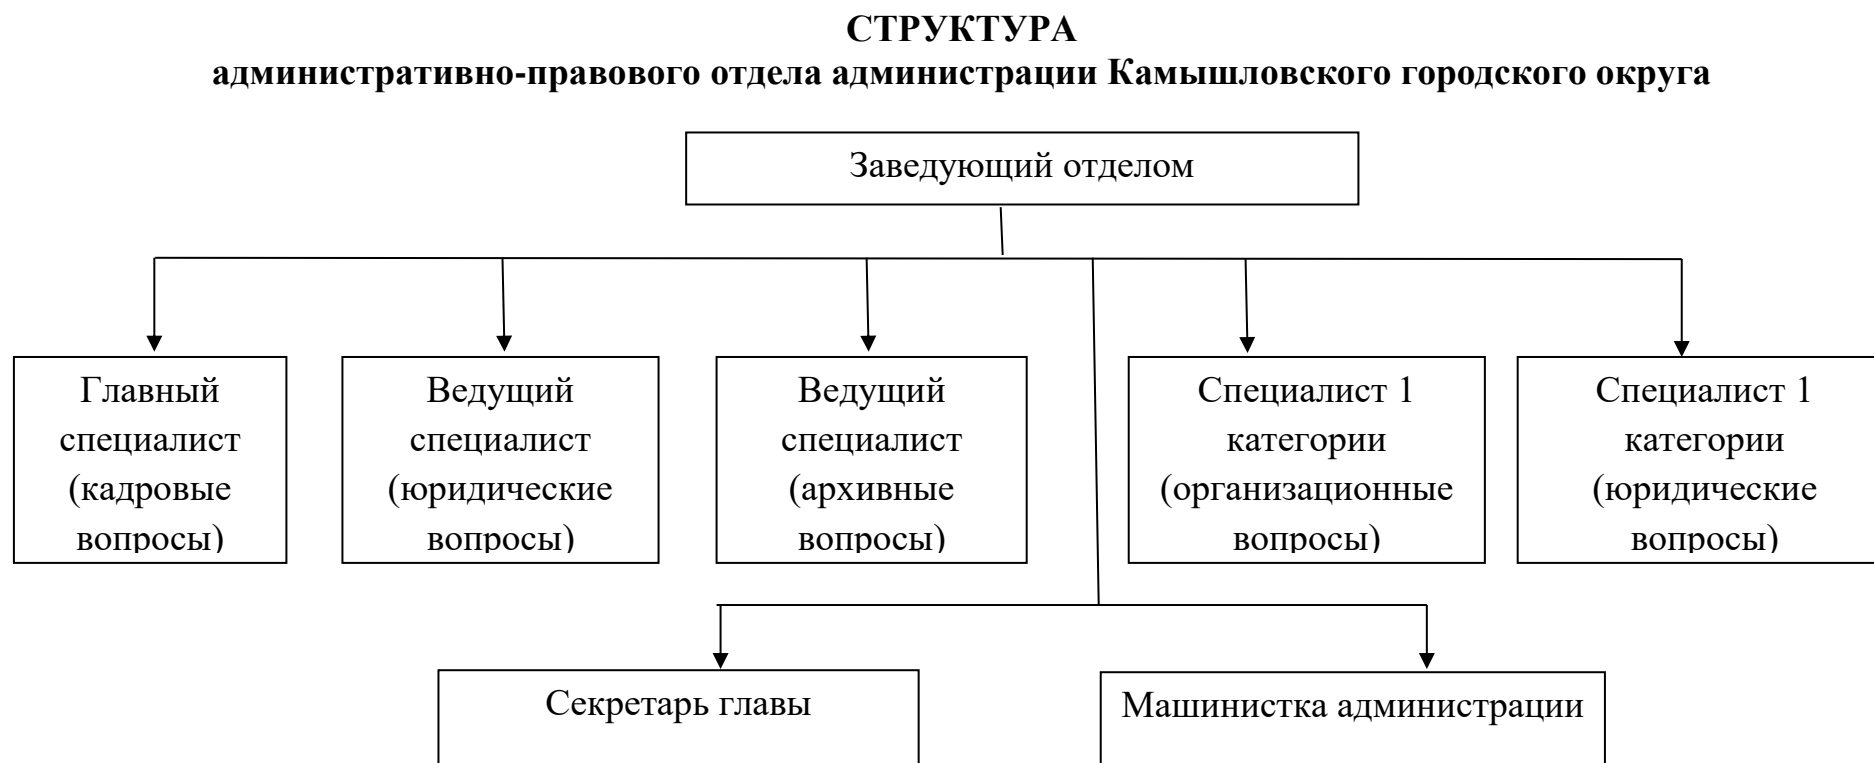 СТРУКТУРА
административно-правового отдела администрации Камышловского городского округа
Заведующий отделом
Главный
специалист
(кадровые
вопросы)
Ведущий
специалист
(юридические
вопросы)
Ведущий
специалист
(архивные
вопросы)
Специалист 1
категории
(организационные
вопросы)
Специалист 1
категории
(юридические
вопросы)
Секретарь главы
Машинистка администрации